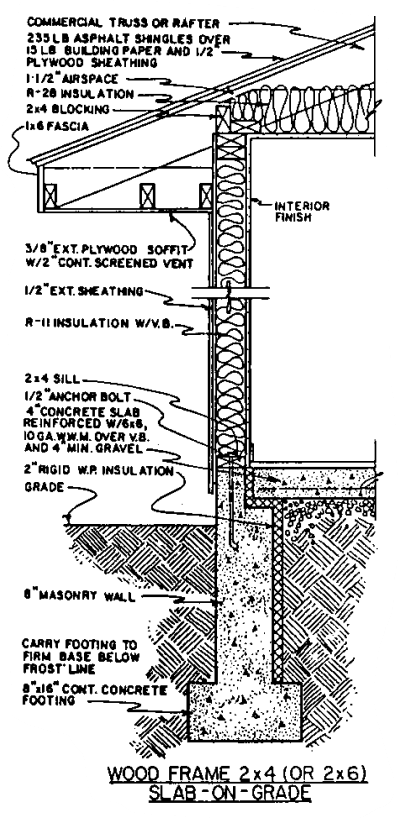 COMMERCIAL TRUSS OR RAFTER
235 LB ASPHALT SHINGLES OVER
15 LB BUILDING PAPER AND 1/2"
PLYWOOD SHEATHING
1-1/2" AIRSPACE
R-28 INSULATION
2x4 BLOCKING
1x6 FASCIA
INTERIOR
FINISH
3/8" EXT. PLYWOOD SOFFIT
W/2" CONT. SCREENED VENT
1/2" EXT. SHEATHING
R-11 INSULATION W/V.B.
2x4 SILL
1/2" ANCHOR BOLT
4" CONCRETE SLAB
REINFORCED W/6x6,
10 GA. W.W.M. OVER V.B.
AND 4" MIN. GRAVEL
2" RIGID W.P. INSULATION
GRADE
8" MASONRY WALL
CARRY FOOTING TO
FIRM BASE BELOW
FROST LINE
8"x16" CONT. CONCRETE
FOOTING
WOOD FRAME 2x4 (OR 2x6)
SLAB-ON-GRADE